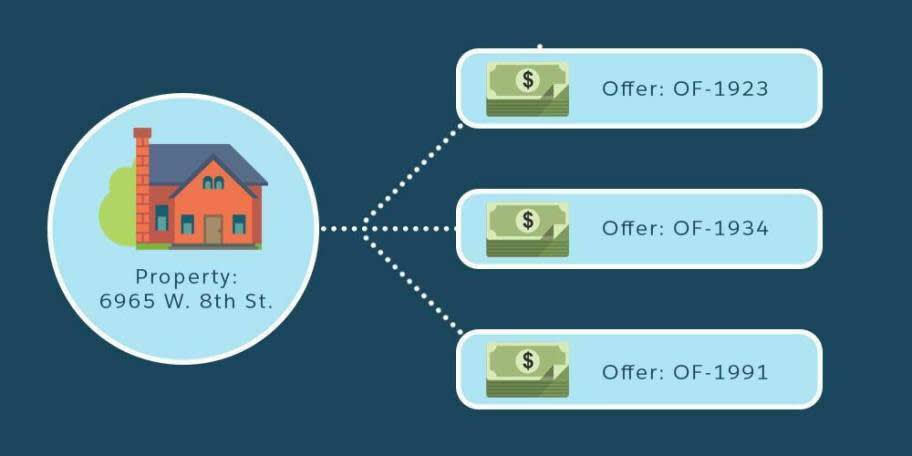 Property:
6965 W. 8th St.
$ Offer: OF-1923
$ Offer: OF-1934
$ Offer: OF-1991